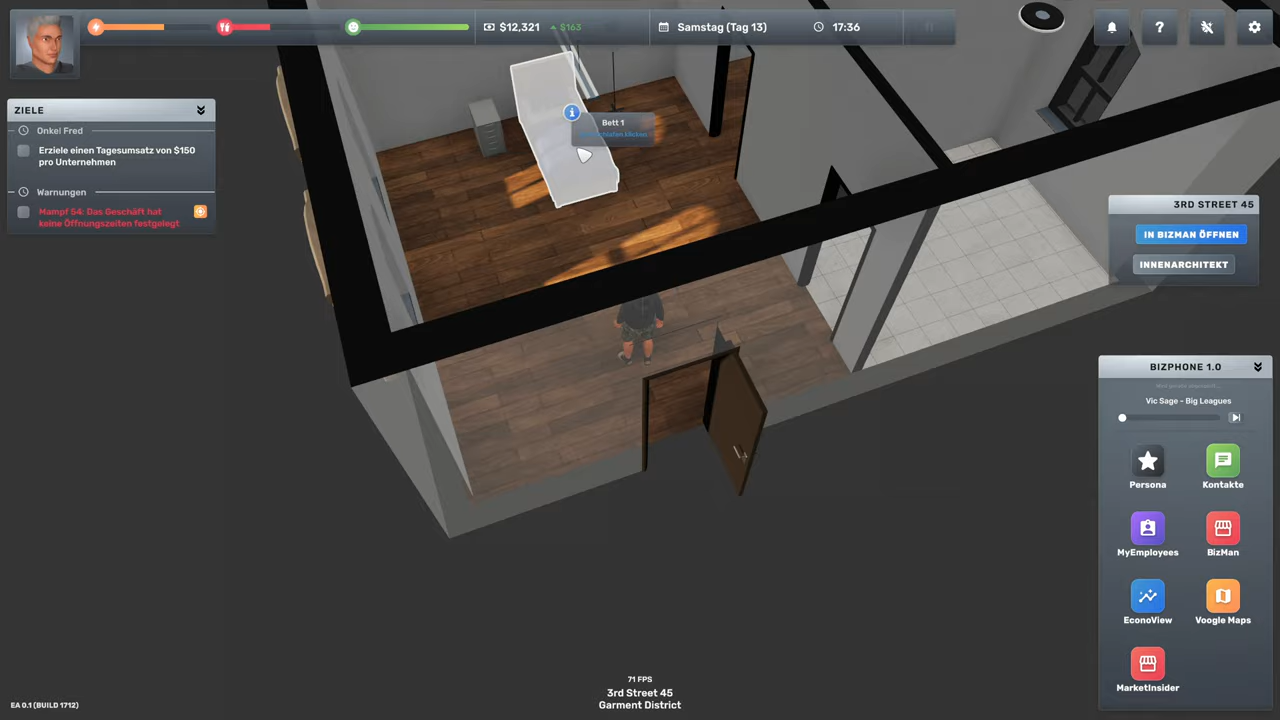 $12,321
$163
Samstag (Tag 13)
17:36
ZIELE
Onkel Fred
Erziele einen Tagesumsatz von $150
pro Unternehmen
Warnungen
Mampf 54: Das Geschäft hat
keine Öffnungszeiten festgelegt
i
Bett 1
klicken
3RD STREET 45
IN BIZMAN ÖFFNEN
INNENARCHITEKT
BIZPHONE 1.0
Vic Sage - Big Leagues
Persona
Kontakte
MyEmployees
BizMan
EconoView
Voogle Maps
MarketInsider
71 FPS
3rd Street 45
Garment District
EA 0.1 (BUILD 1712)